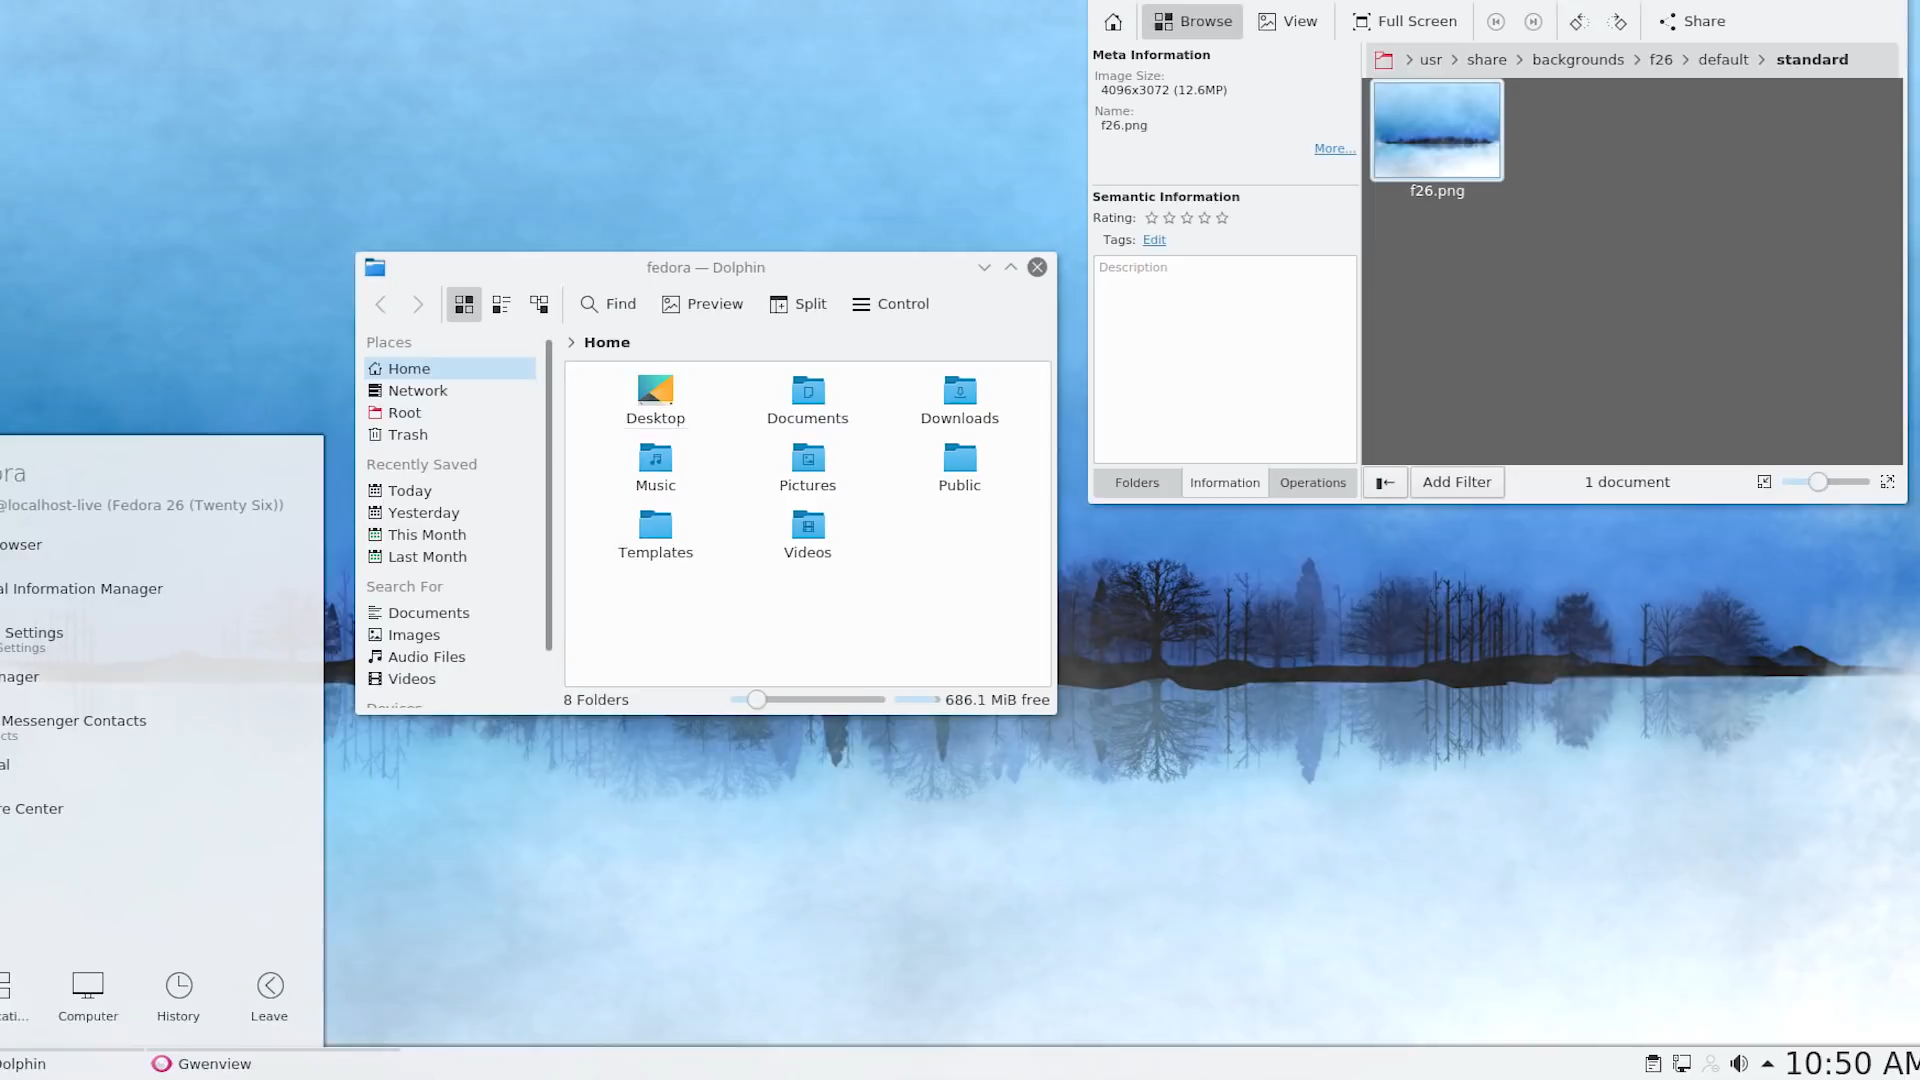 Browse View Full Screen Share
Meta Information
Image Size:
4096x3072 (12.6MP)
Name:
f26.png
More...
Semantic Information
Rating:
Tags: Edit
Description
Folders Information Operations
usr share backgrounds f26 default standard
f26.png
Add Filter 1 document
fedora — Dolphin
Find Preview Split Control
Places
Home
Network
Root
Trash
Recently Saved
Today
Yesterday
This Month
Last Month
Search For
Documents
Images
Audio Files
Videos
Devices
Home
Desktop Documents Downloads
Music Pictures Public
Templates Videos
8 Folders 686.1 MiB free
ora
@localhost-live (Fedora 26 (Twenty Six))
owser
al Information Manager
Settings
Settings
nager
Messenger Contacts
cts
al
re Center
cati... Computer History Leave
Dolphin Gwenview 10:50 AM